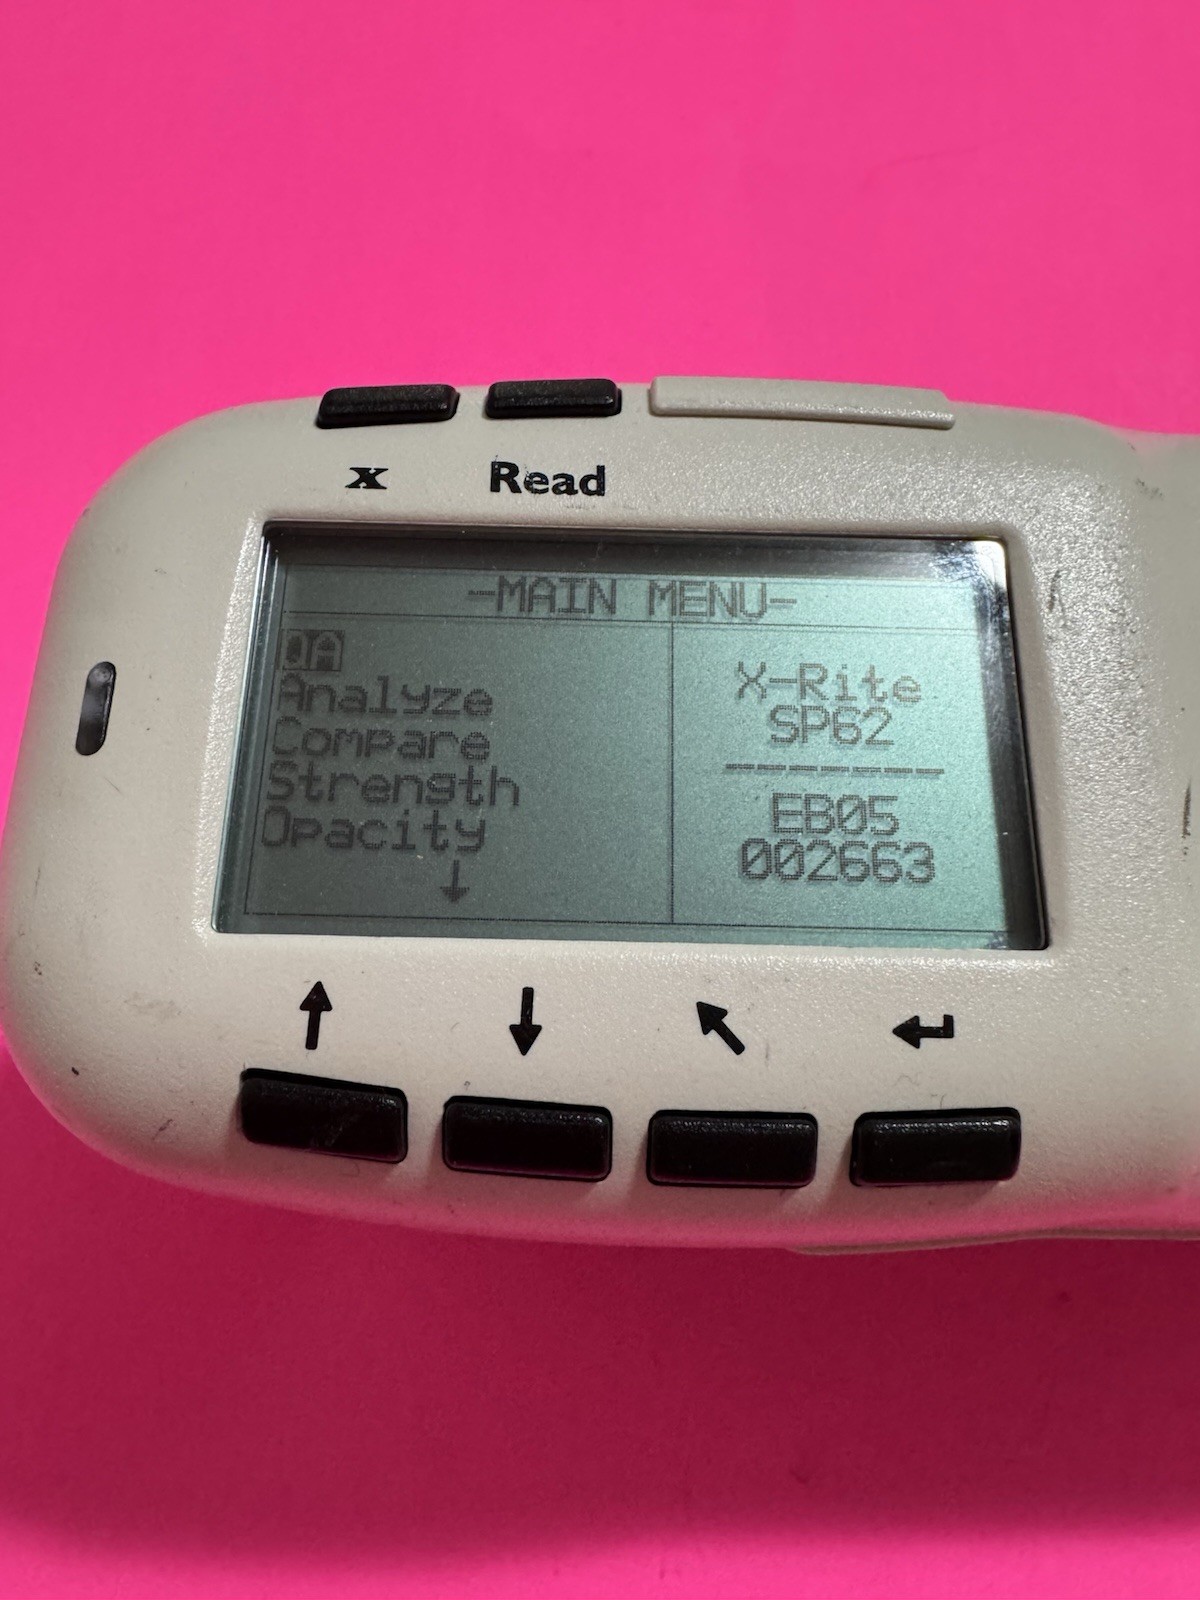 x Read
-MAIN MENU-
QA
Analyze
Compare
Strength
Opacity
↓
X-Rite
SP62
--------
EB05
002663